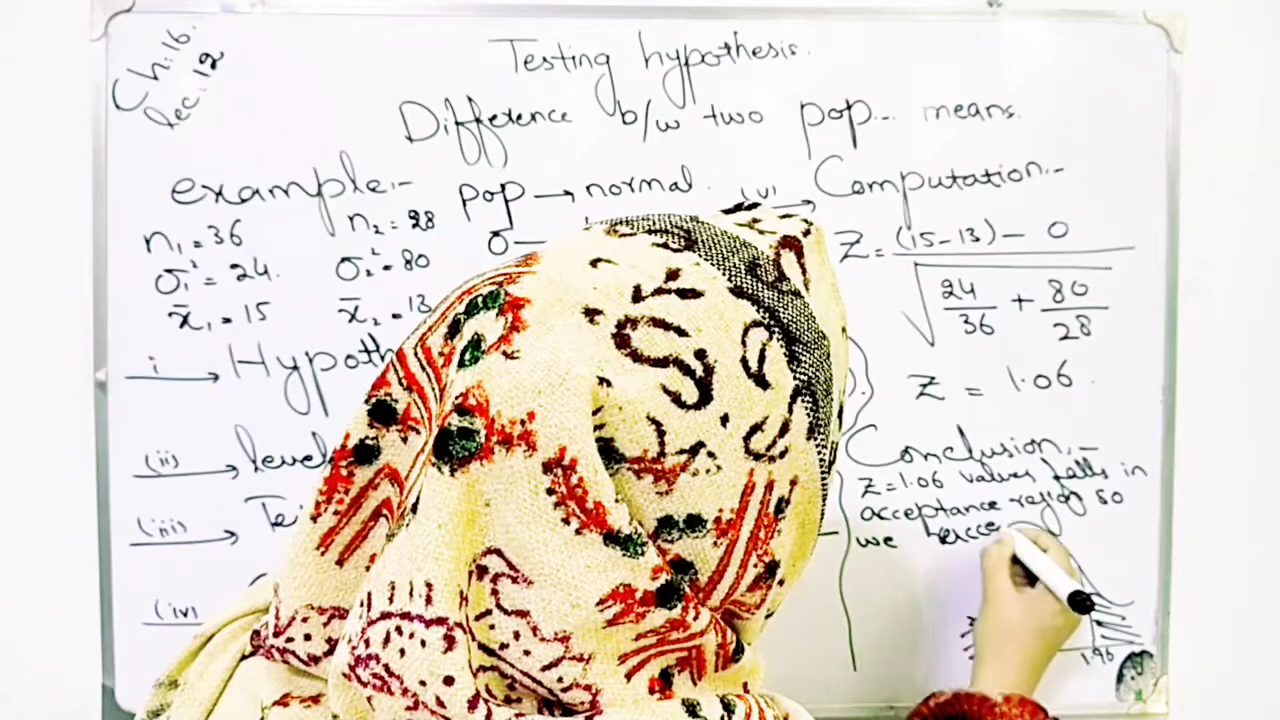 Ch:16.
Lec:12
Testing hypothesis.
Difference b/w two pop.. means.
example:-
n₁ = 36 n₂ = 28
σ₁² = 24. σ₂² = 80
x̄₁ = 15 x̄₂ = 13
pop → normal.
i → Hypoth
(ii) → level
(iii) → Te
(iv)
(v) → Computation:-
Z = (15-13) - 0
√ 24/36 + 80/28
Z = 1.06.
Conclusion:-
Z=1.06 values falls in
acceptance region so
we
1.96